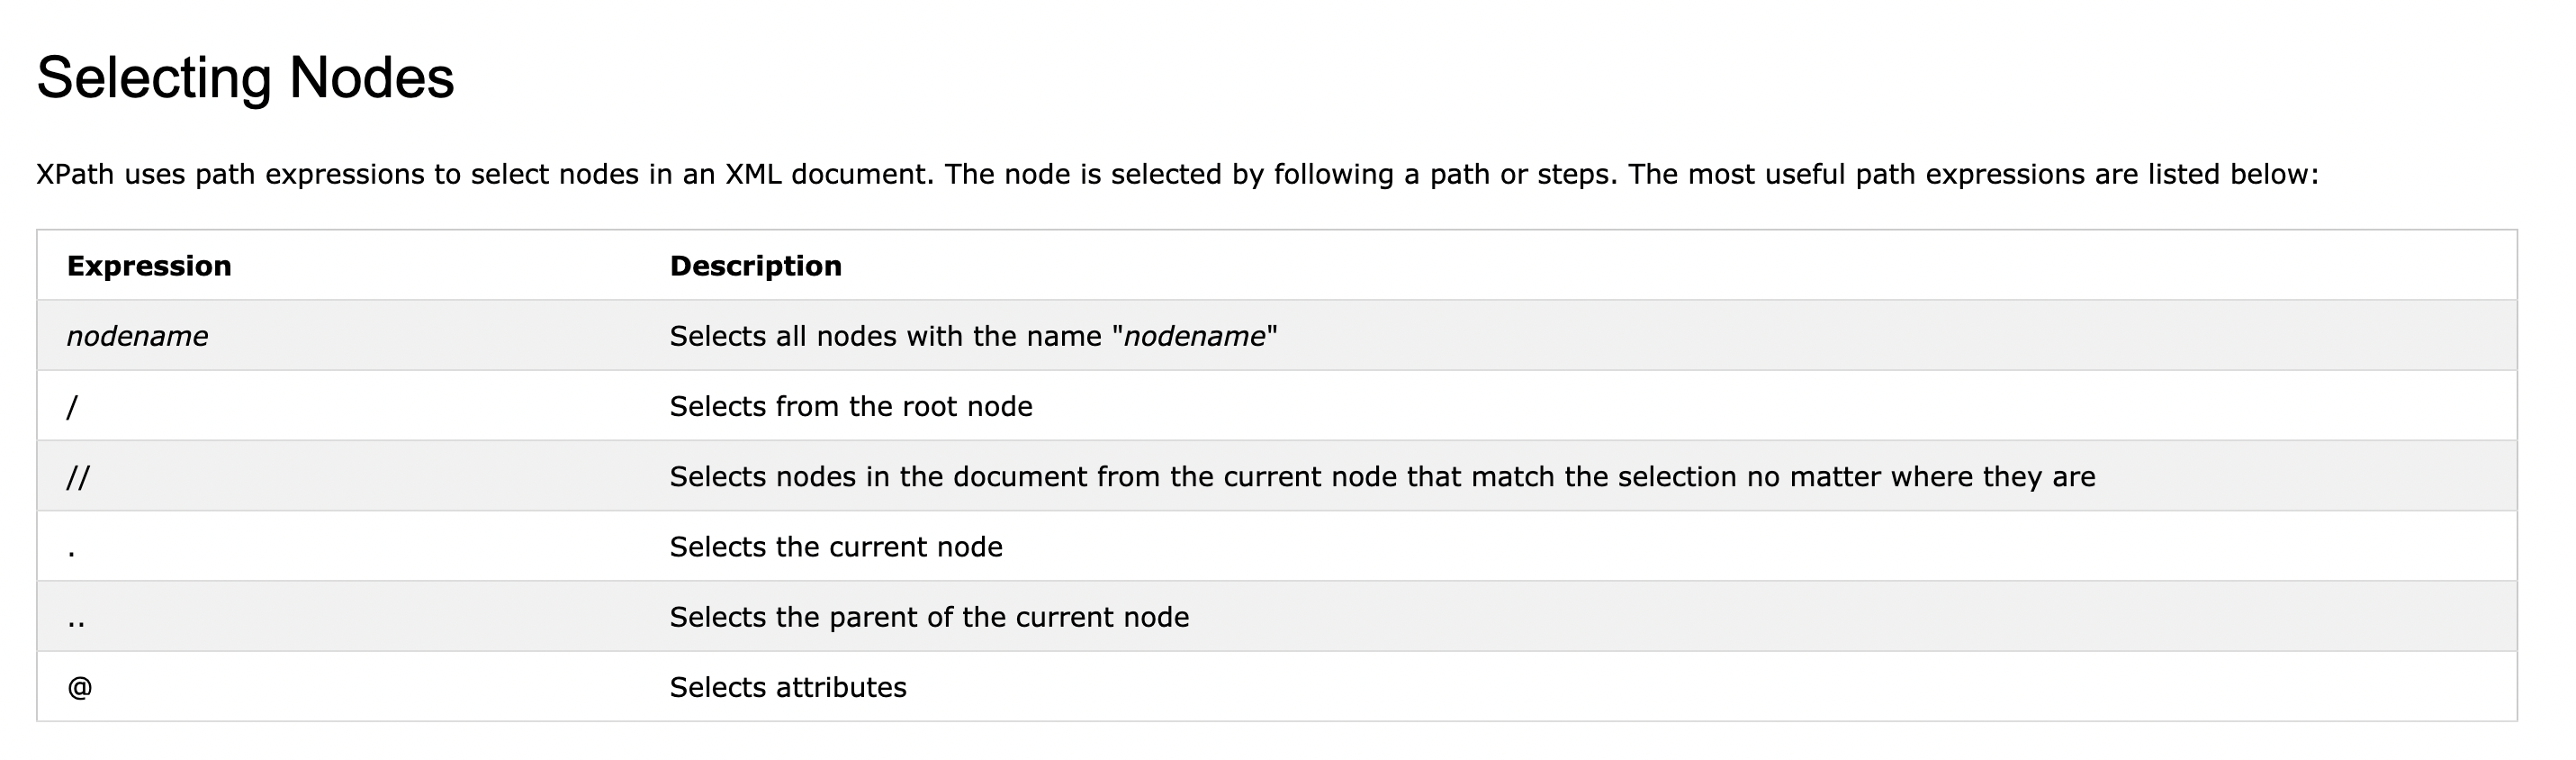 Selecting Nodes
XPath uses path expressions to select nodes in an XML document. The node is selected by following a path or steps. The most useful path expressions are listed below:
Expression Description
nodename Selects all nodes with the name "nodename"
/ Selects from the root node
// Selects nodes in the document from the current node that match the selection no matter where they are
. Selects the current node
.. Selects the parent of the current node
@ Selects attributes